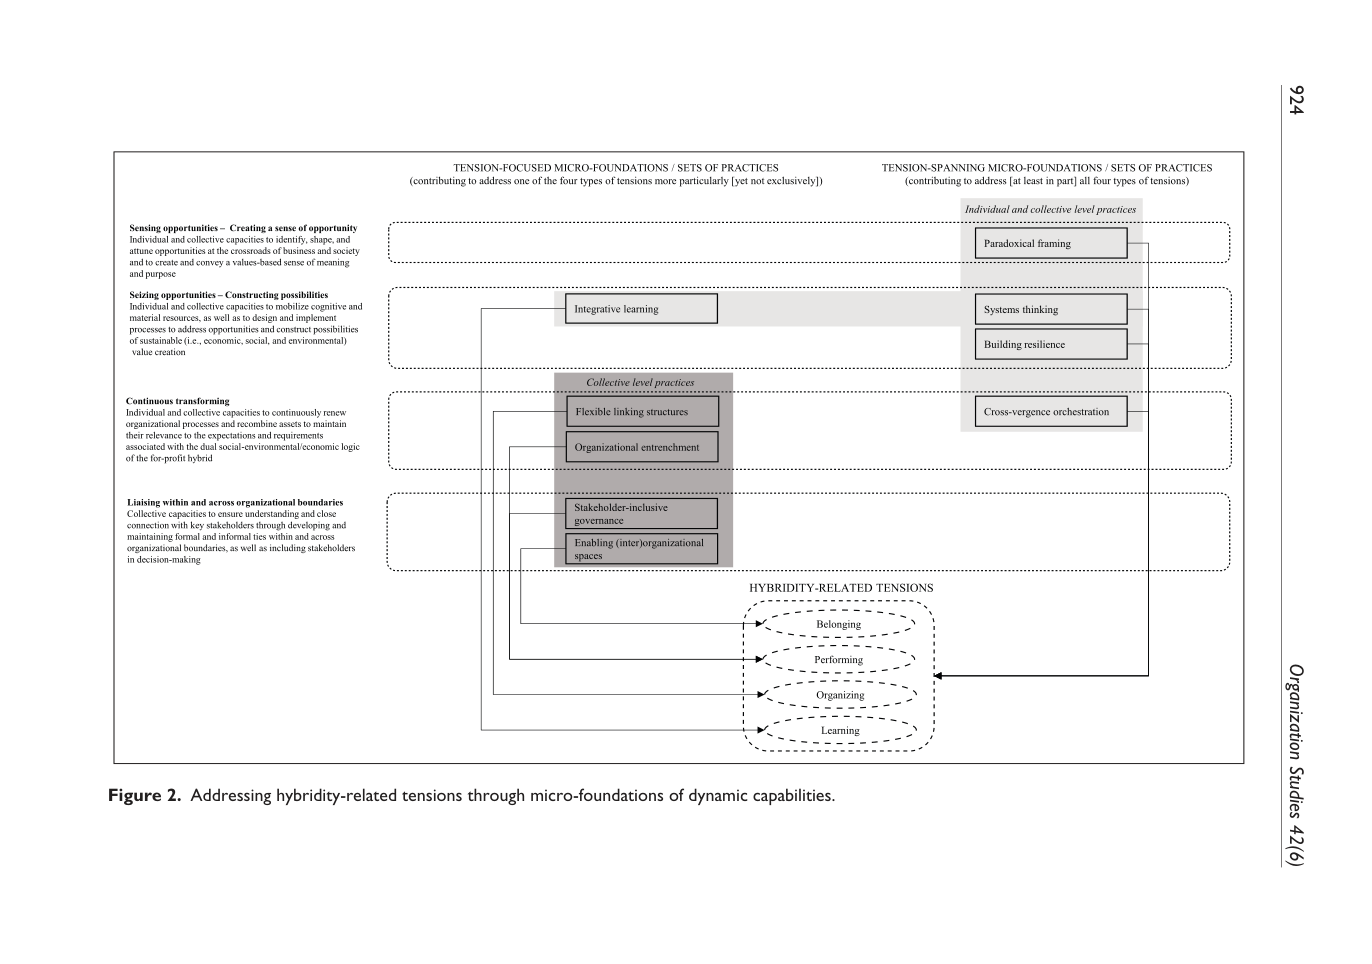 924
Organization Studies 42(6)
TENSION-FOCUSED MICRO-FOUNDATIONS / SETS OF PRACTICES
(contributing to address one of the four types of tensions more particularly [yet not exclusively])
TENSION-SPANNING MICRO-FOUNDATIONS / SETS OF PRACTICES
(contributing to address [at least in part] all four types of tensions)
Individual and collective level practices
Sensing opportunities – Creating a sense of opportunity
Individual and collective capacities to identify, shape, and
attune opportunities at the crossroads of business and society
and to create and convey a values-based sense of meaning
and purpose
Paradoxical framing
Seizing opportunities – Constructing possibilities
Individual and collective capacities to mobilize cognitive and
material resources, as well as to design and implement
processes to address opportunities and construct possibilities
of sustainable (i.e., economic, social, and environmental)
value creation
Integrative learning
Systems thinking
Building resilience
Collective level practices
Continuous transforming
Individual and collective capacities to continuously renew
organizational processes and recombine assets to maintain
their relevance to the expectations and requirements
associated with the dual social-environmental/economic logic
of the for-profit hybrid
Flexible linking structures
Organizational entrenchment
Cross-vergence orchestration
Liaising within and across organizational boundaries
Collective capacities to ensure understanding and close
connection with key stakeholders through developing and
maintaining formal and informal ties within and across
organizational boundaries, as well as including stakeholders
in decision-making
Stakeholder-inclusive
governance
Enabling (inter)organizational
spaces
HYBRIDITY-RELATED TENSIONS
Belonging
Performing
Organizing
Learning
Figure 2. Addressing hybridity-related tensions through micro-foundations of dynamic capabilities.